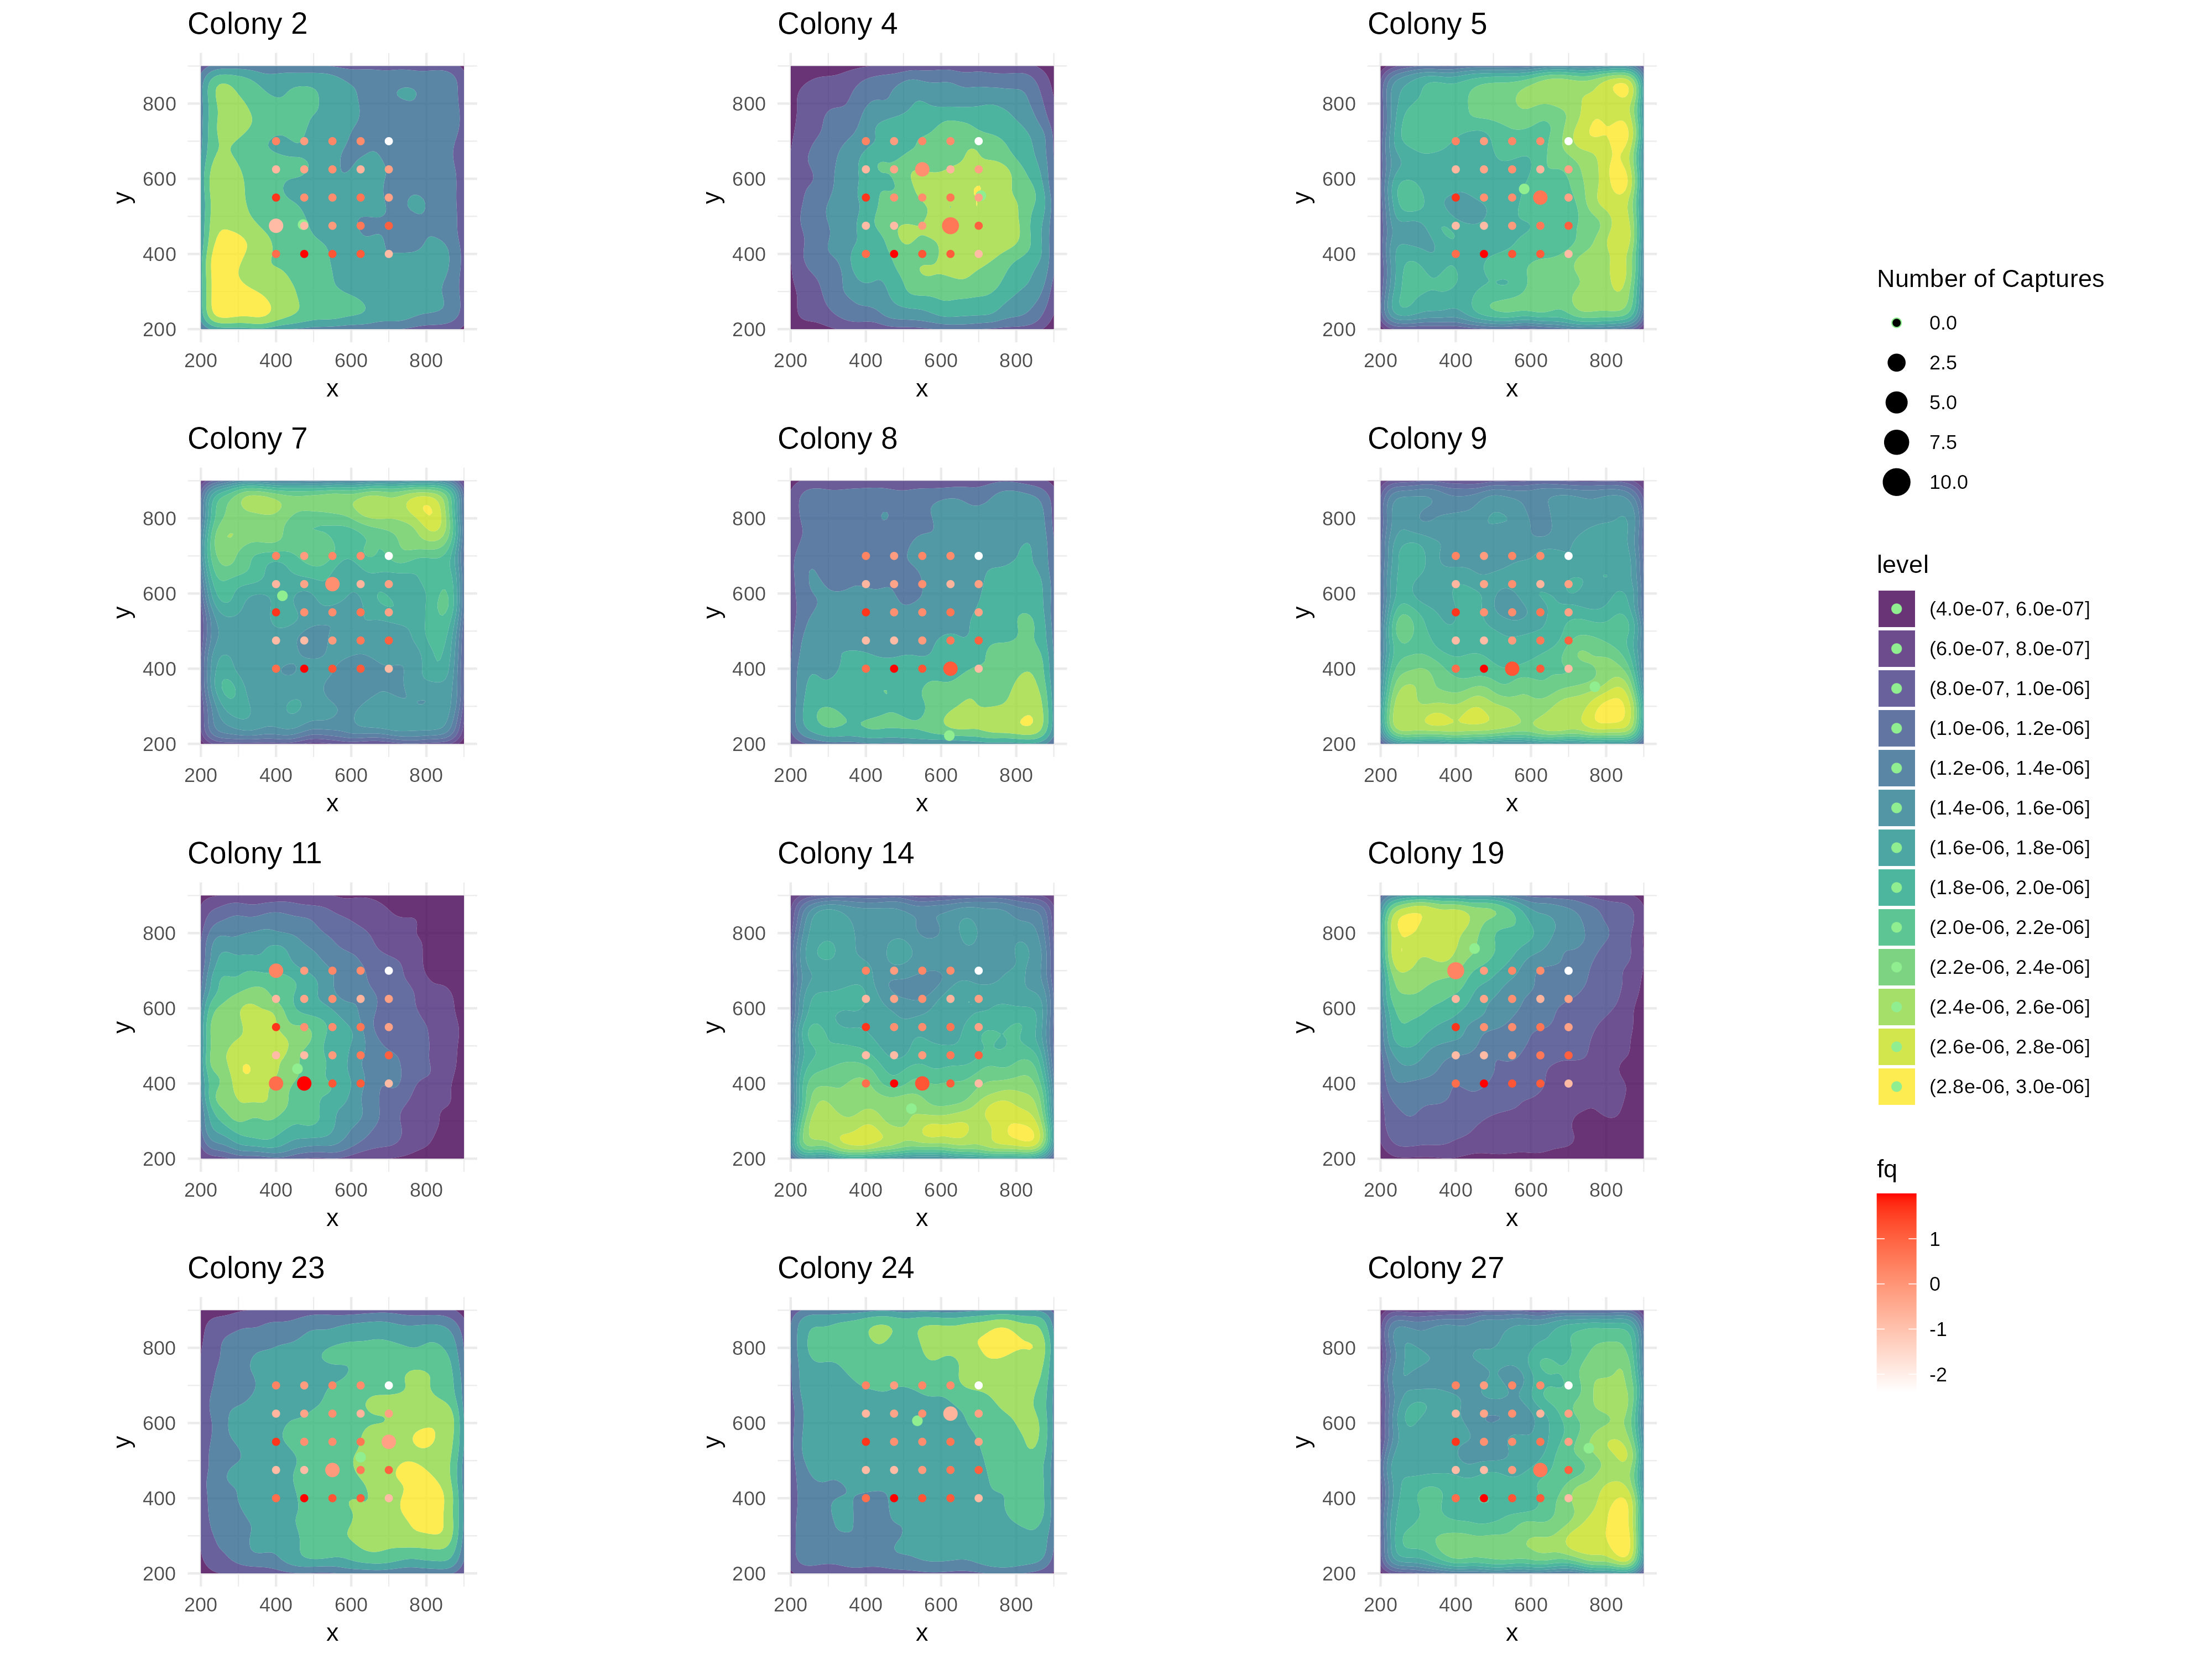 Colony 2
y
800
600
400
200
200 400 600 800
x
Colony 4
y
800
600
400
200
200 400 600 800
x
Colony 5
y
800
600
400
200
200 400 600 800
x
Colony 7
y
800
600
400
200
200 400 600 800
x
Colony 8
y
800
600
400
200
200 400 600 800
x
Colony 9
y
800
600
400
200
200 400 600 800
x
Colony 11
y
800
600
400
200
200 400 600 800
x
Colony 14
y
800
600
400
200
200 400 600 800
x
Colony 19
y
800
600
400
200
200 400 600 800
x
Colony 23
y
800
600
400
200
200 400 600 800
x
Colony 24
y
800
600
400
200
200 400 600 800
x
Colony 27
y
800
600
400
200
200 400 600 800
x
Number of Captures
0.0
2.5
5.0
7.5
10.0
level
(4.0e-07, 6.0e-07]
(6.0e-07, 8.0e-07]
(8.0e-07, 1.0e-06]
(1.0e-06, 1.2e-06]
(1.2e-06, 1.4e-06]
(1.4e-06, 1.6e-06]
(1.6e-06, 1.8e-06]
(1.8e-06, 2.0e-06]
(2.0e-06, 2.2e-06]
(2.2e-06, 2.4e-06]
(2.4e-06, 2.6e-06]
(2.6e-06, 2.8e-06]
(2.8e-06, 3.0e-06]
fq
1
0
-1
-2